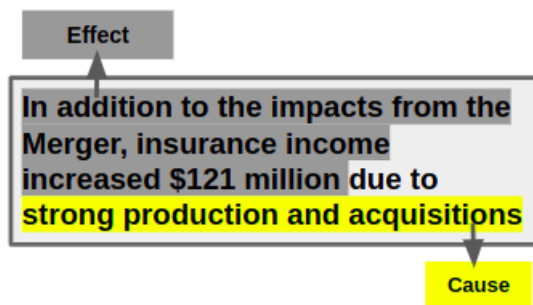 Effect
In addition to the impacts from the
Merger, insurance income
increased $121 million due to
strong production and acquisitions
Cause